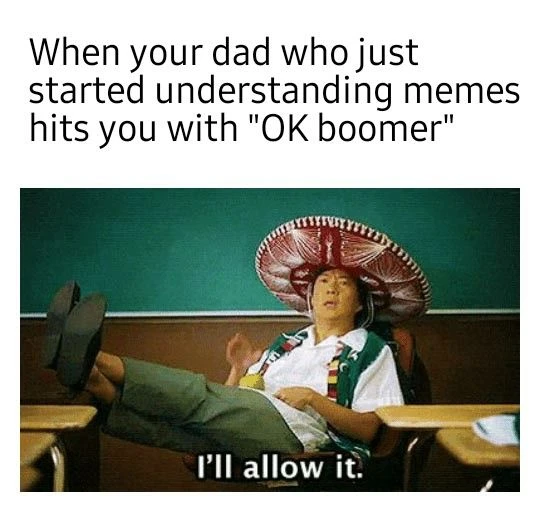 When your dad who just
started understanding memes
hits you with "OK boomer"
I'll allow it.